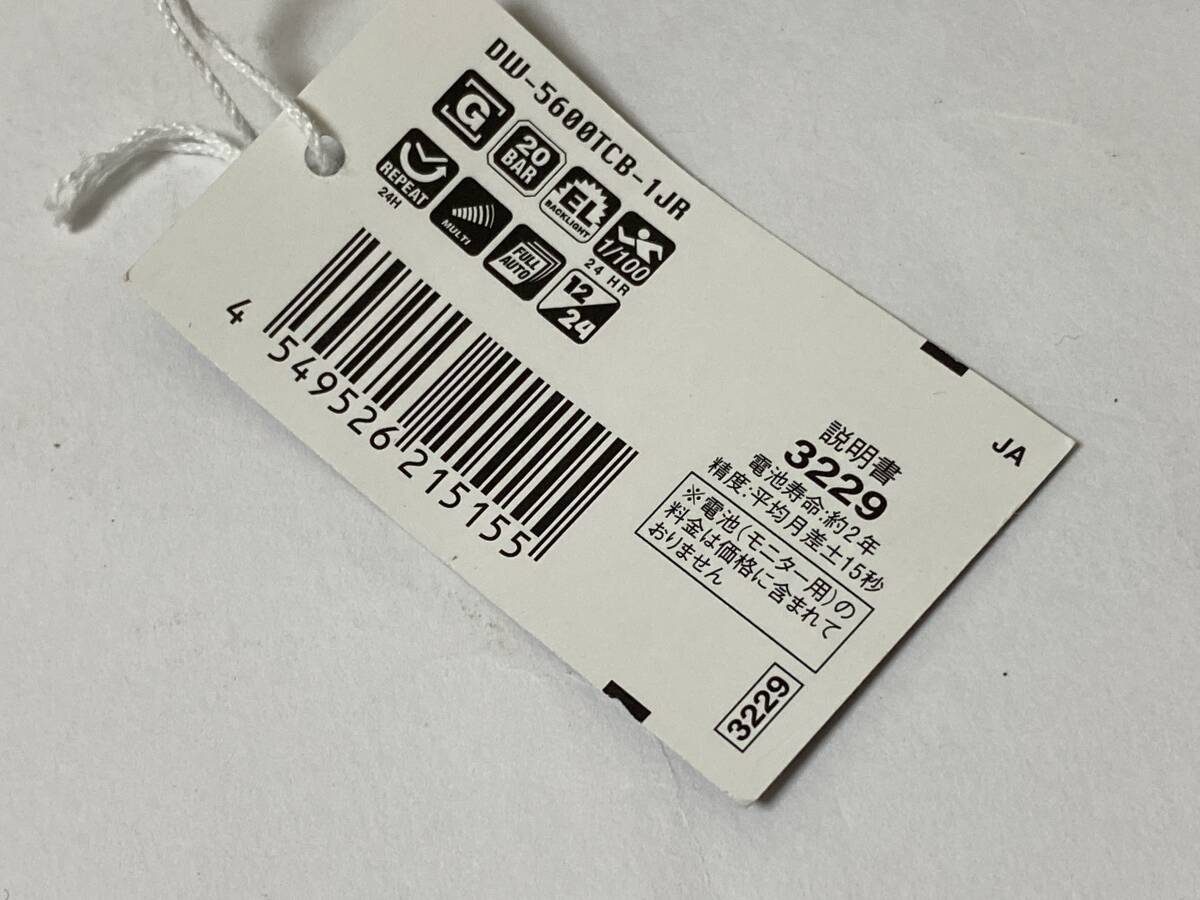 DW-5600TCB-1JR
G
20
BAR
EL
BACKLIGHT
1/100
24 HR
REPEAT
24H
MULTI
FULL
AUTO
12/24
4 549526 215155
JA
説明書
3229
電池寿命:約2年
精度:平均月差±15秒
※電池(モニター用)の
料金は価格に含まれて
おりません
3229